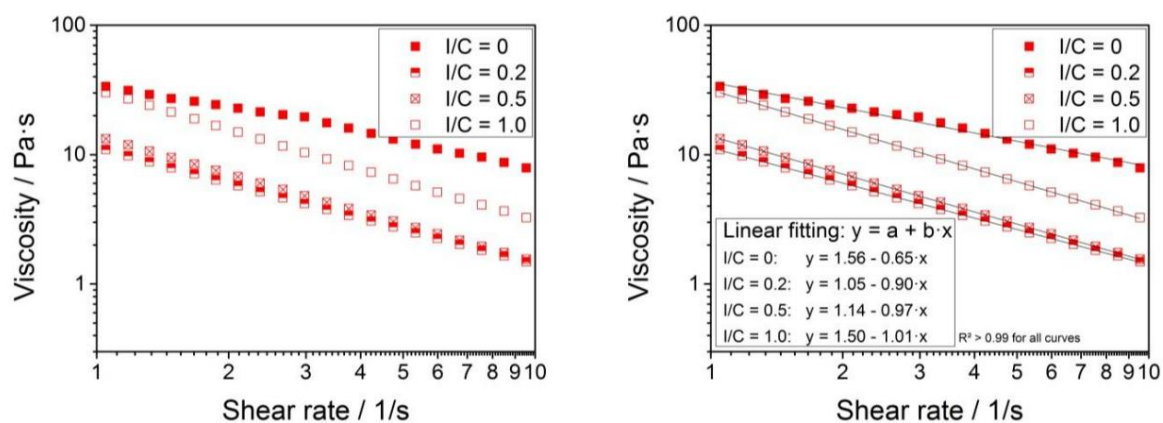 100
10
1
Viscosity / Pa·s
I/C = 0
I/C = 0.2
I/C = 0.5
I/C = 1.0
1 2 3 4 5 6 7 8 9 10
Shear rate / 1/s
100
10
1
Viscosity / Pa·s
I/C = 0
I/C = 0.2
I/C = 0.5
I/C = 1.0
Linear fitting: y = a + b·x
I/C = 0: y = 1.56 - 0.65·x
I/C = 0.2: y = 1.05 - 0.90·x
I/C = 0.5: y = 1.14 - 0.97·x
I/C = 1.0: y = 1.50 - 1.01·x
R² > 0.99 for all curves
1 2 3 4 5 6 7 8 9 10
Shear rate / 1/s